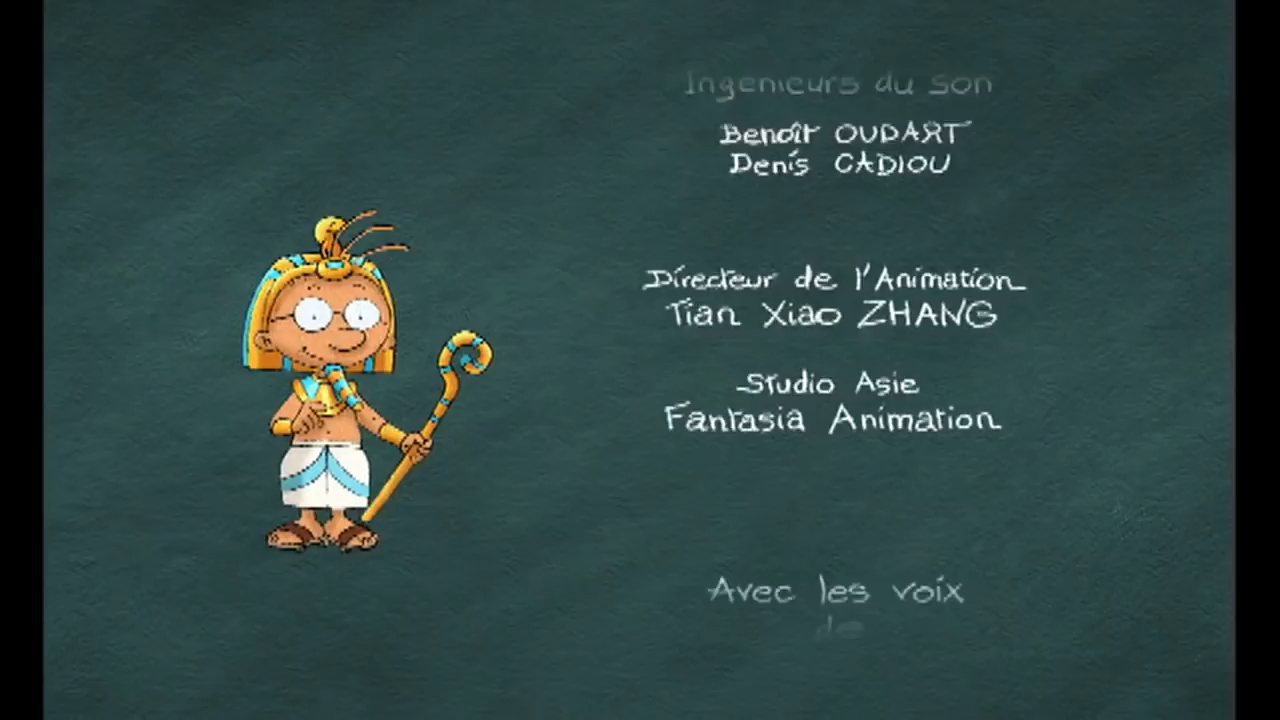 Ingenieurs du son
Benoît OUDART
Denis CADIOU
Directeur de l'Animation
Tian Xiao ZHANG
Studio Asie
Fantasia Animation
Avec les voix
de